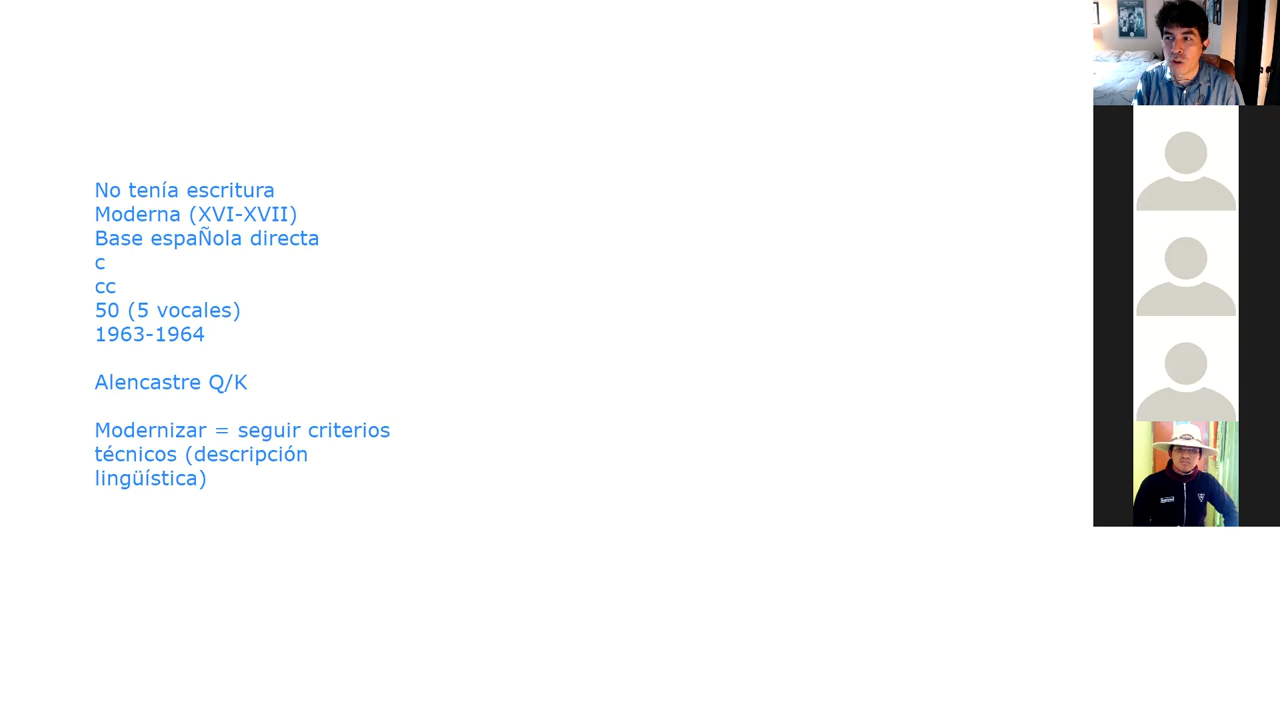 No tenía escritura
Moderna (XVI-XVII)
Base espaÑola directa
c
cc
50 (5 vocales)
1963-1964
Alencastre Q/K
Modernizar = seguir criterios
técnicos (descripción
lingüística)